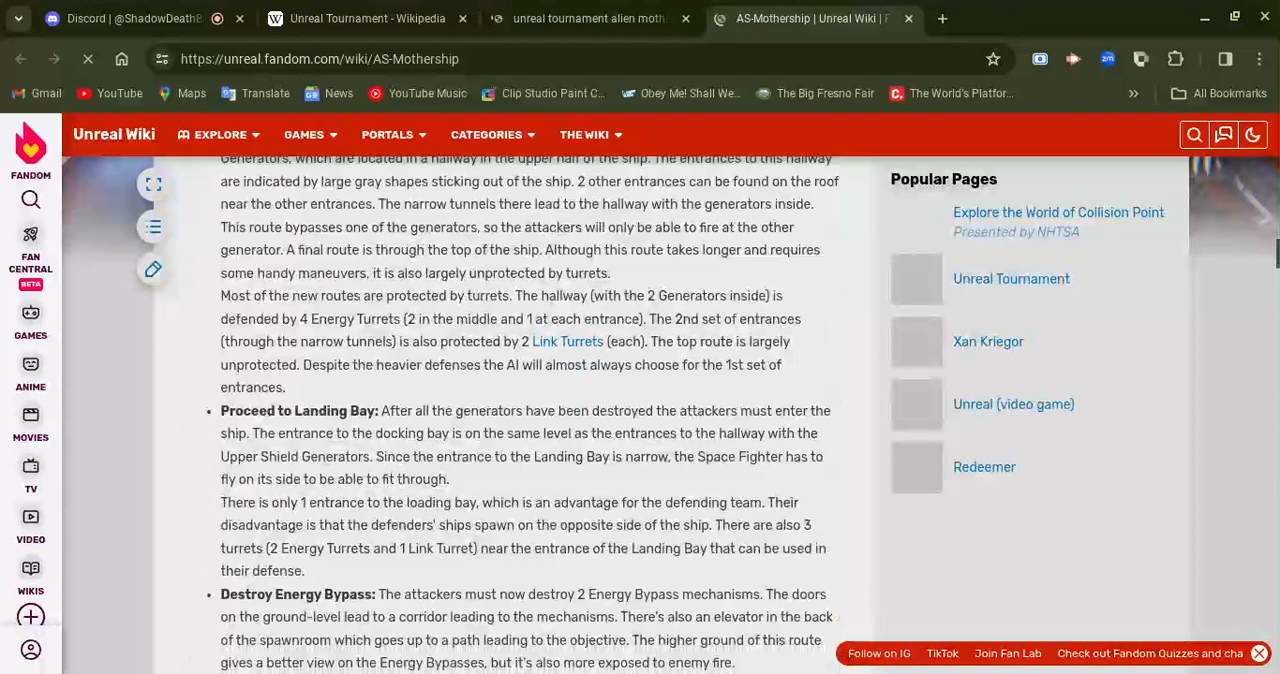 Discord | @ShadowDeathB
Unreal Tournament - Wikipedia
unreal tournament alien moth
AS-Mothership | Unreal Wiki | F
https://unreal.fandom.com/wiki/AS-Mothership
Gmail
YouTube
Maps
Translate
News
YouTube Music
Clip Studio Paint C...
Obey Me! Shall We...
The Big Fresno Fair
The World's Platfor...
All Bookmarks
Unreal Wiki
EXPLORE
GAMES
PORTALS
CATEGORIES
THE WIKI
FANDOM
FAN
CENTRAL
BETA
GAMES
ANIME
MOVIES
TV
VIDEO
WIKIS
Generators, which are located in a hallway in the upper half of the ship. The entrances to this hallway
are indicated by large gray shapes sticking out of the ship. 2 other entrances can be found on the roof
near the other entrances. The narrow tunnels there lead to the hallway with the generators inside.
This route bypasses one of the generators, so the attackers will only be able to fire at the other
generator. A final route is through the top of the ship. Although this route takes longer and requires
some handy maneuvers, it is also largely unprotected by turrets.
Most of the new routes are protected by turrets. The hallway (with the 2 Generators inside) is
defended by 4 Energy Turrets (2 in the middle and 1 at each entrance). The 2nd set of entrances
(through the narrow tunnels) is also protected by 2 Link Turrets (each). The top route is largely
unprotected. Despite the heavier defenses the AI will almost always choose for the 1st set of
entrances.
• Proceed to Landing Bay: After all the generators have been destroyed the attackers must enter the
ship. The entrance to the docking bay is on the same level as the entrances to the hallway with the
Upper Shield Generators. Since the entrance to the Landing Bay is narrow, the Space Fighter has to
fly on its side to be able to fit through.
There is only 1 entrance to the loading bay, which is an advantage for the defending team. Their
disadvantage is that the defenders' ships spawn on the opposite side of the ship. There are also 3
turrets (2 Energy Turrets and 1 Link Turret) near the entrance of the Landing Bay that can be used in
their defense.
• Destroy Energy Bypass: The attackers must now destroy 2 Energy Bypass mechanisms. The doors
on the ground-level lead to a corridor leading to the mechanisms. There's also an elevator in the back
of the spawnroom which goes up to a path leading to the objective. The higher ground of this route
gives a better view on the Energy Bypasses, but it's also more exposed to enemy fire.
Popular Pages
Explore the World of Collision Point
Presented by NHTSA
Unreal Tournament
Xan Kriegor
Unreal (video game)
Redeemer
Follow on IG
TikTok
Join Fan Lab
Check out Fandom Quizzes and cha